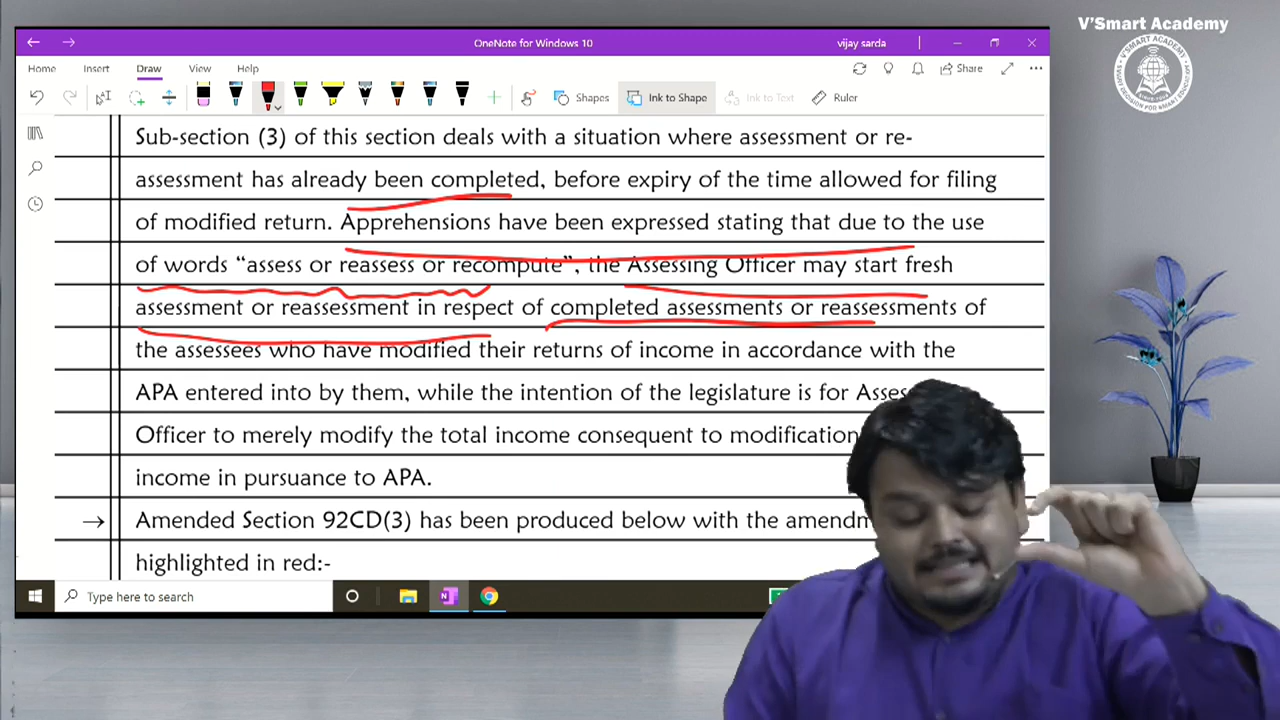 V'Smart Academy
OneNote for Windows 10
vijay sarda
Home Insert Draw View Help
Share
Shapes
Ink to Shape
Ink to Text
Ruler
Sub-section (3) of this section deals with a situation where assessment or re-
assessment has already been completed, before expiry of the time allowed for filing
of modified return. Apprehensions have been expressed stating that due to the use
of words “assess or reassess or recompute”, the Assessing Officer may start fresh
assessment or reassessment in respect of completed assessments or reassessments of
the assessees who have modified their returns of income in accordance with the
APA entered into by them, while the intention of the legislature is for
Officer to merely modify the total income consequent to modification
income in pursuance to APA.
→ Amended Section 92CD(3) has been produced below with the
highlighted in red:-
Type here to search